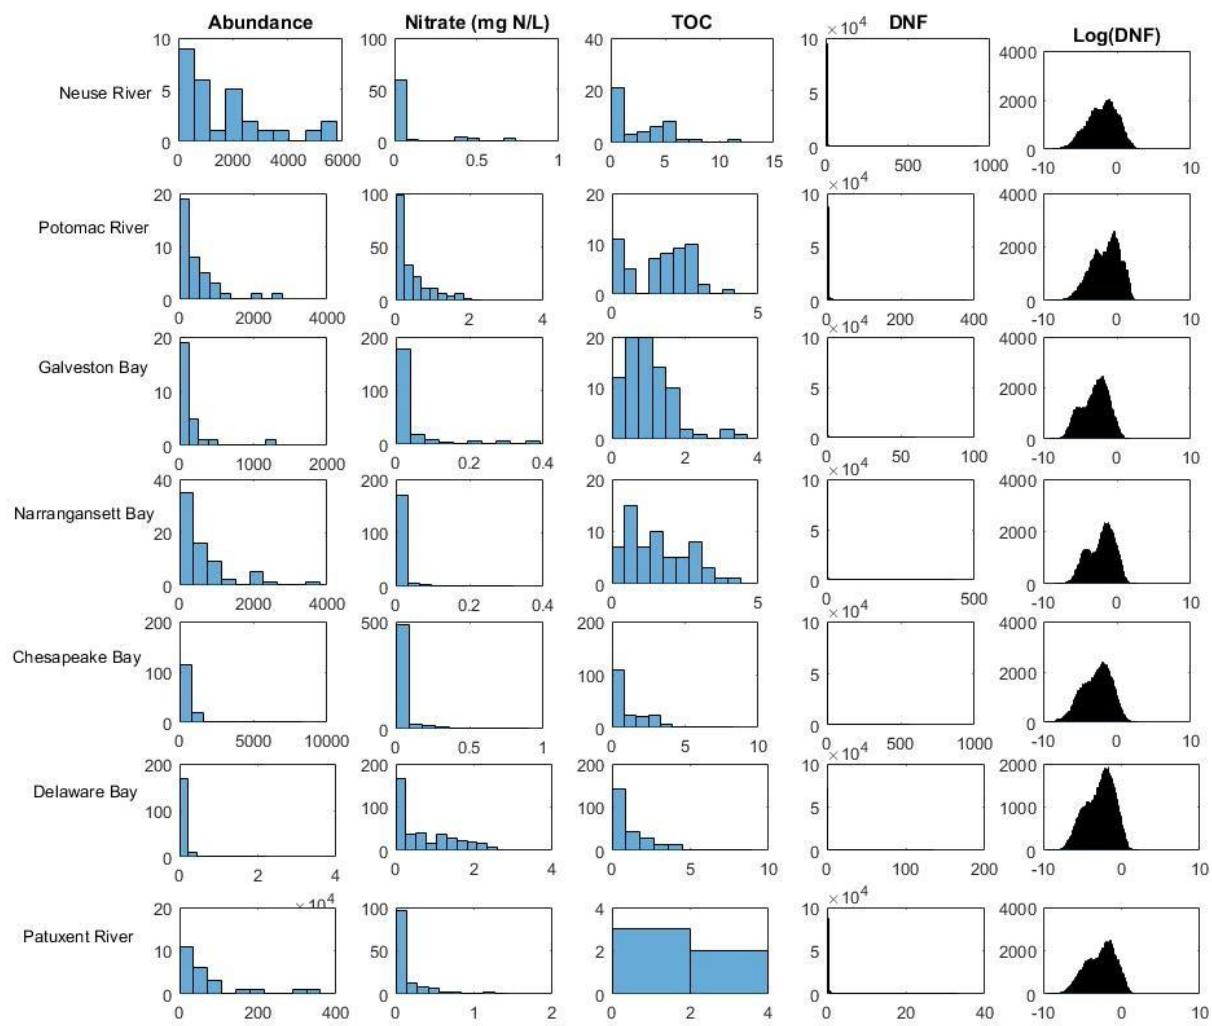 Abundance Nitrate (mg N/L) TOC DNF Log(DNF)
Neuse River
10 5 0
0 2000 4000 6000
100 50 0
0 0.5 1
40 20 0
0 5 10 15
×10^4
10 5 0
0 500 1000
4000 2000 0
-10 0 10
Potomac River
20 10 0
0 2000 4000
100 50 0
0 2 4
20 10 0
0 5
×10^4
10 5 0
0 200 400
4000 2000 0
-10 0 10
Galveston Bay
20 10 0
0 1000 2000
200 100 0
0 0.2 0.4
20 10 0
0 2 4
×10^4
10 5 0
0 50 100
4000 2000 0
-10 0 10
Narrangansett Bay
40 20 0
0 2000 4000
200 100 0
0 0.2 0.4
20 10 0
0 5
×10^4
10 5 0
0 500
4000 2000 0
-10 0 10
Chesapeake Bay
200 100 0
0 5000 10000
500 0
0 0.5 1
200 100 0
0 5 10
×10^4
10 5 0
0 500 1000
4000 2000 0
-10 0 10
Delaware Bay
200 100 0
0 2 4
×10^4
200 100 0
0 2 4
200 100 0
0 5 10
×10^4
10 5 0
0 100 200
2000 1000 0
-10 0 10
Patuxent River
20 10 0
0 200 400
100 50 0
0 1 2
4 2 0
0 2 4
×10^4
10 5 0
0 20 40
4000 2000 0
-10 0 10